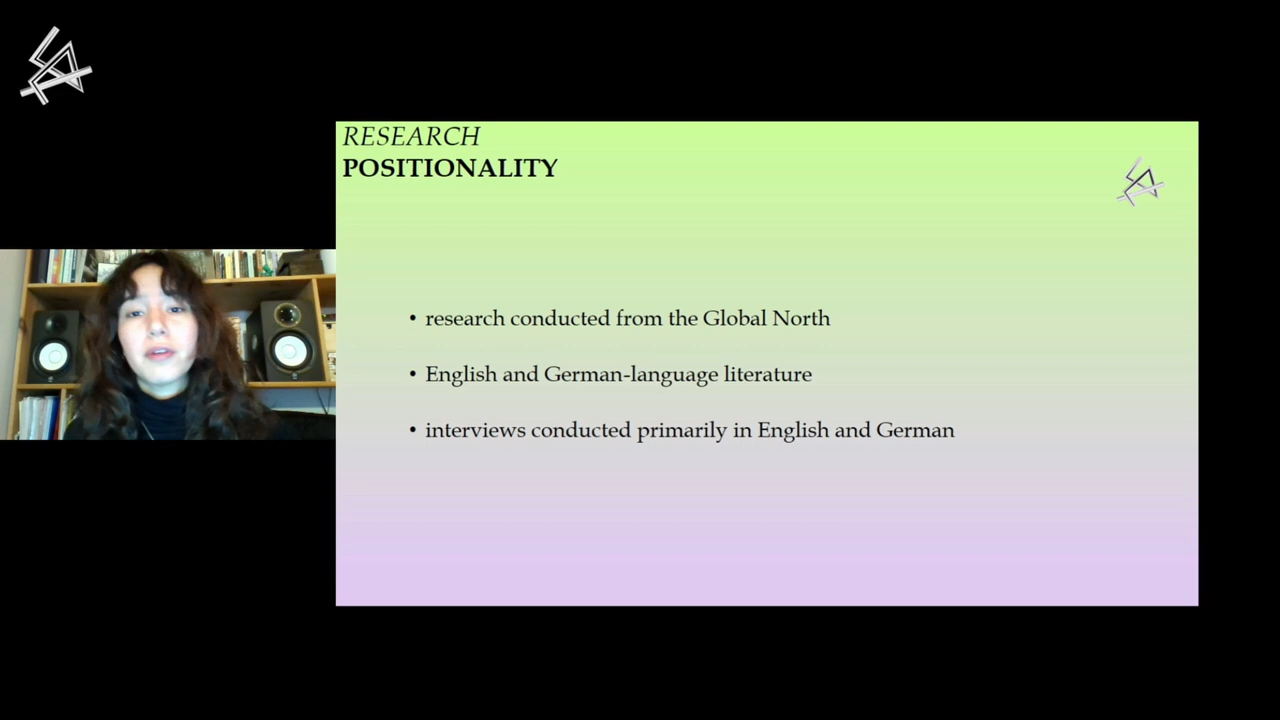 RESEARCH
POSITIONALITY
• research conducted from the Global North
• English and German-language literature
• interviews conducted primarily in English and German